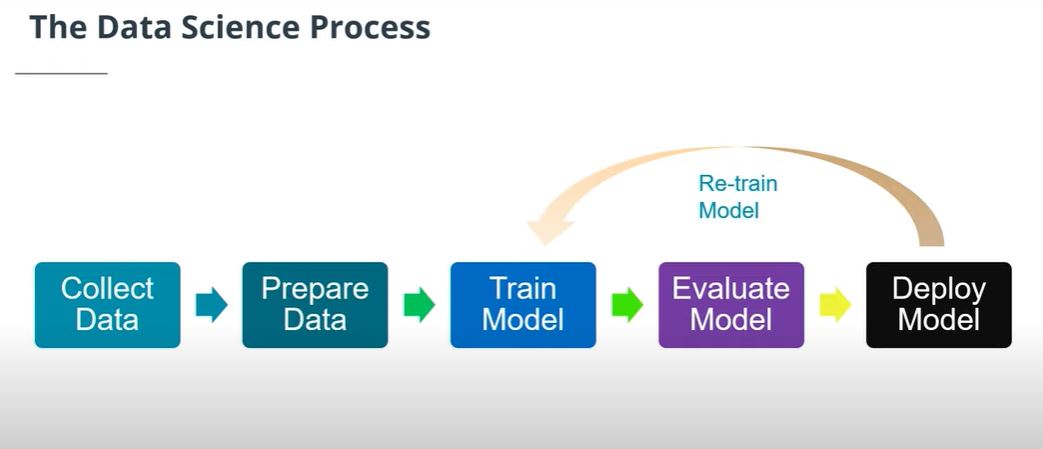 The Data Science Process
Re-train
Model
Collect
Data
Prepare
Data
Train
Model
Evaluate
Model
Deploy
Model